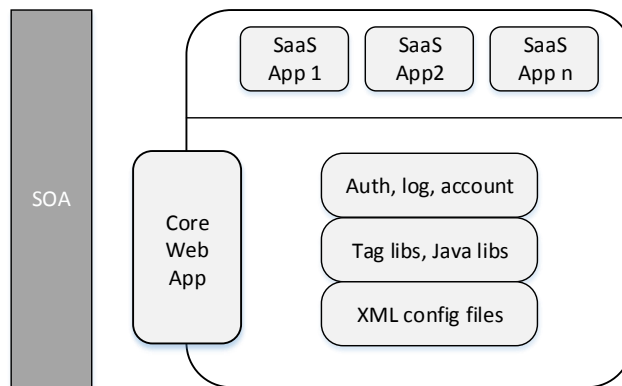 SaaS
App 1
SaaS
App2
SaaS
App n
SOA
Core
Web
App
Auth, log, account
Tag libs, Java libs
XML config files